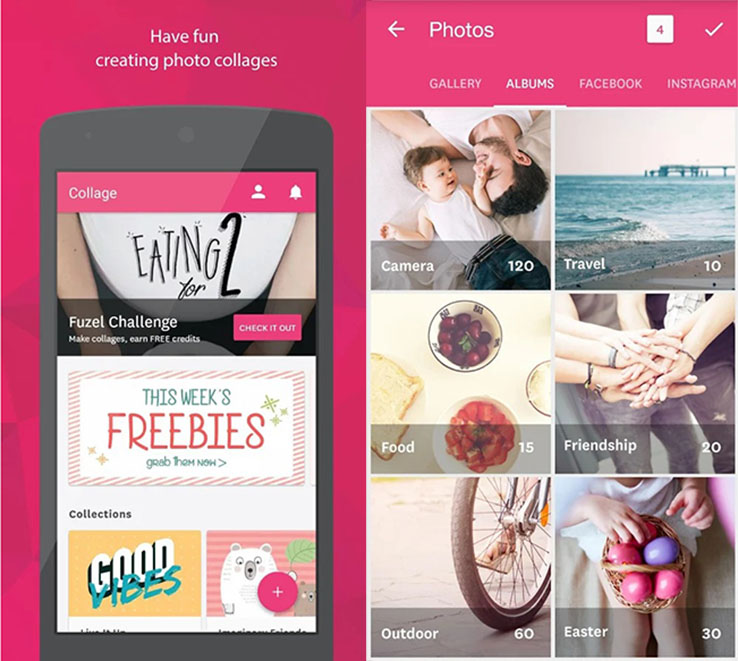 Have fun
creating photo collages
Collage
EATING
for 2
Fuzel Challenge
Make collages, earn FREE credits
CHECK IT OUT
THIS WEEK'S
FREEBIES
grab them now >
Collections
GOOD
VIBES
Live It Up
Imaginary Friends
+
Photos
4
GALLERY ALBUMS FACEBOOK INSTAGRAM
Camera 120
Travel 10
Food 15
Friendship 20
Outdoor 60
Easter 30